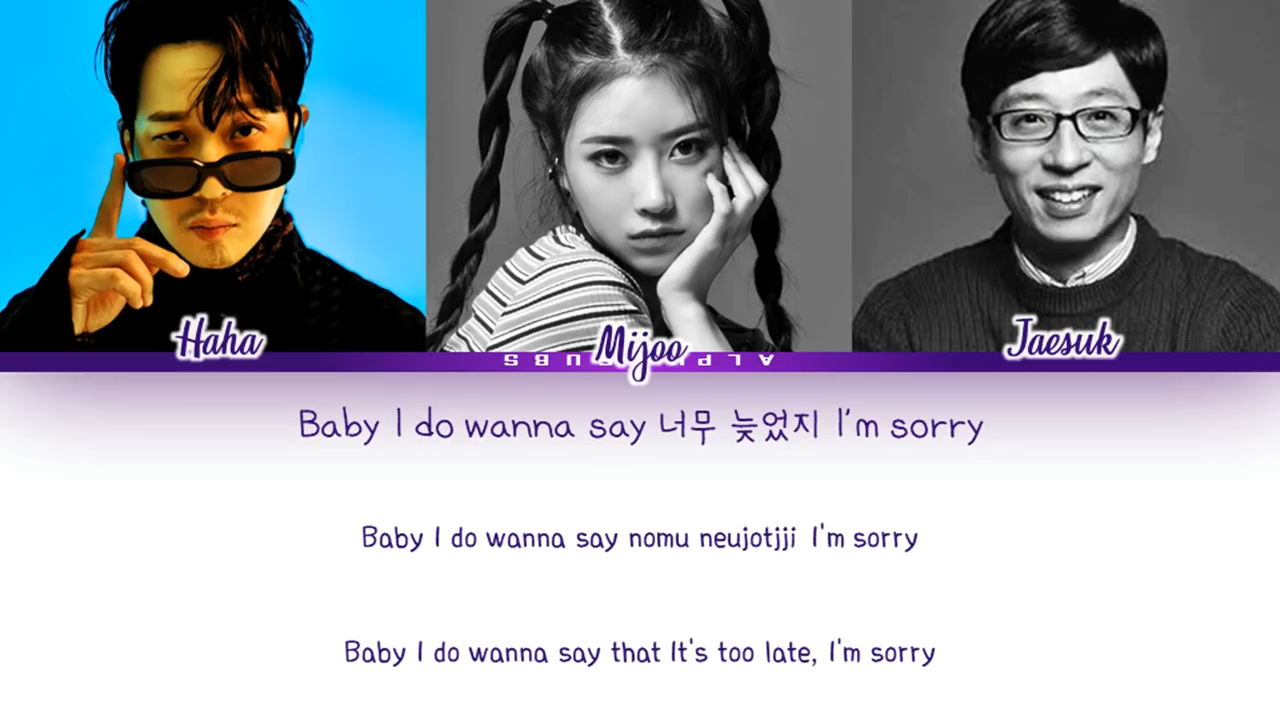 Haha
Mijoo
Jaesuk
Baby I do wanna say 너무 늦었지 I'm sorry
Baby I do wanna say nomu neujotjji I'm sorry
Baby I do wanna say that It's too late, I'm sorry